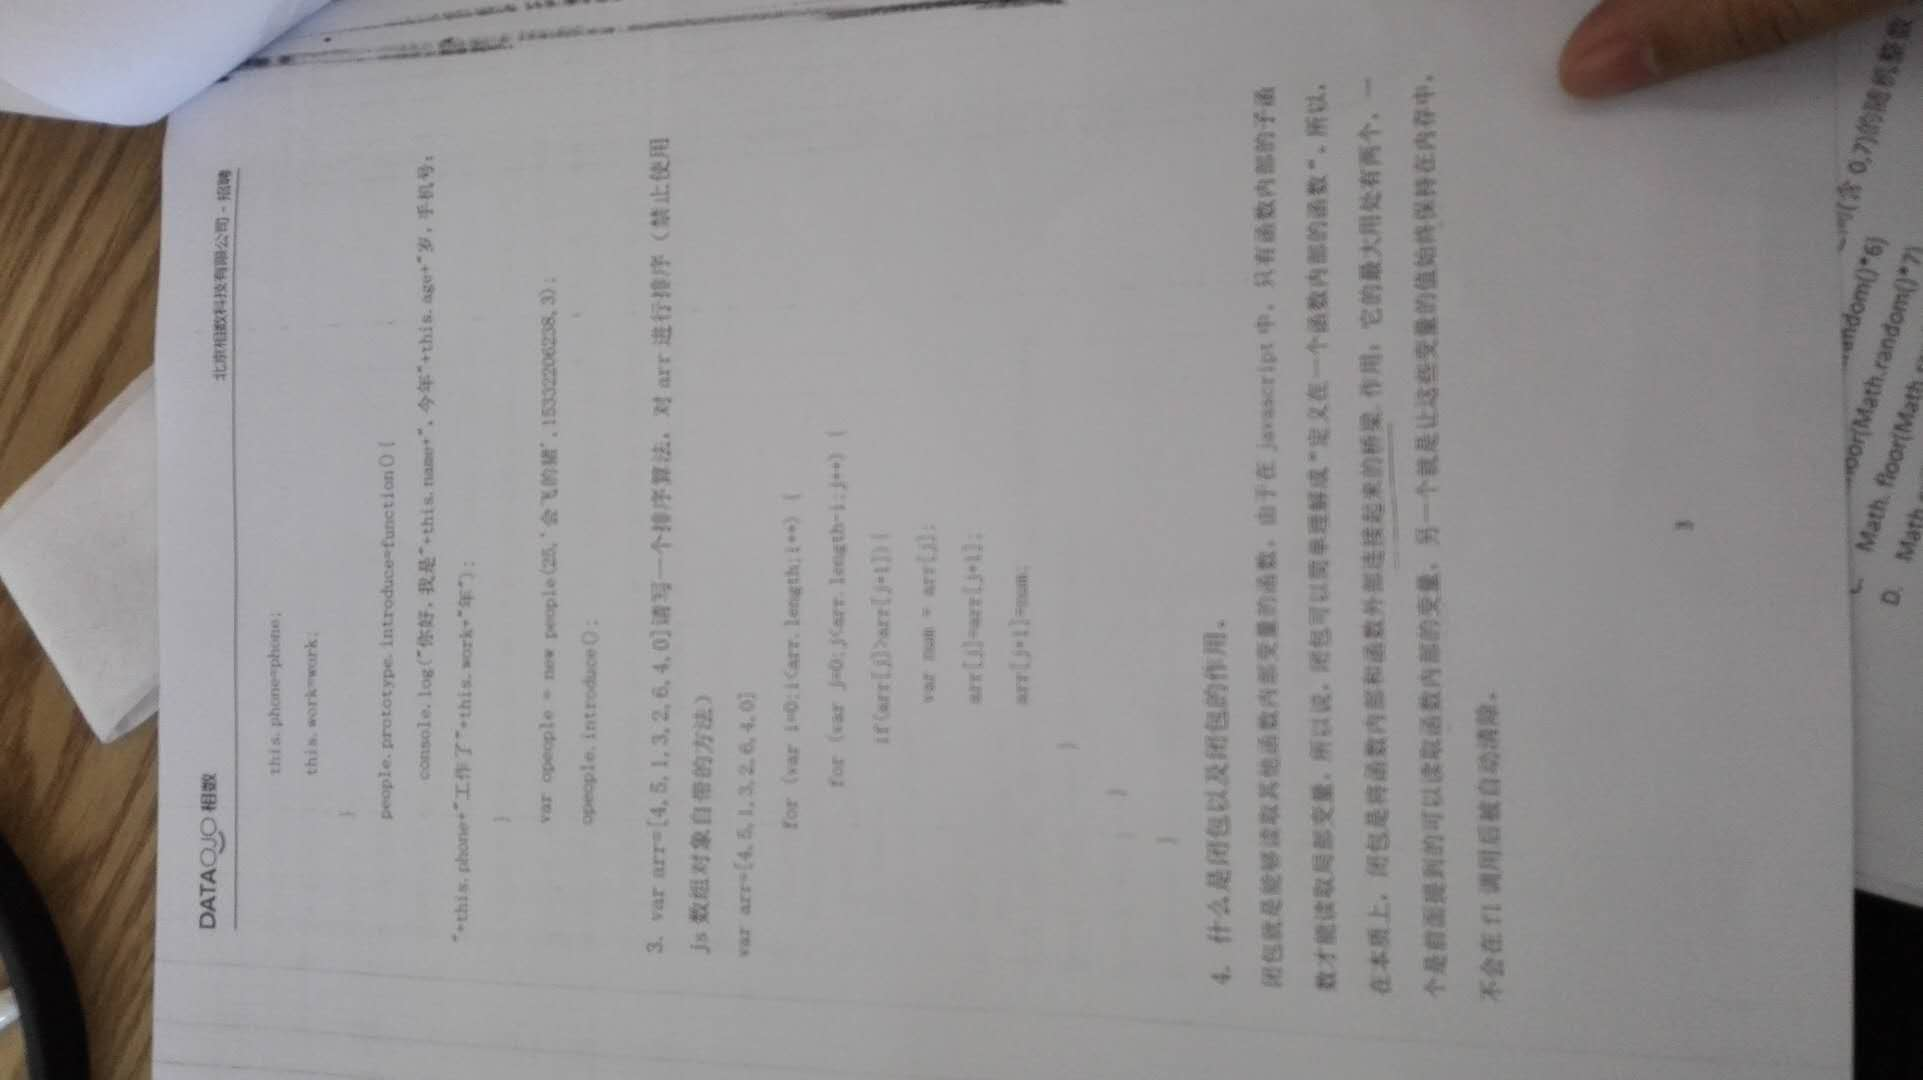 DATAOJO 相数 北京相数科技有限公司 - 招聘
this.phone=phone;
this.work=work;
}
people.prototype.introduce=function(){
console.log("你好,我是"+this.name+", 今年"+this.age+"岁, 手机号:
"+this.phone+"工作了"+this.work+"年");
}
var opeople = new people(25,'会飞的猪',15332206238,3);
opeople.introduce();
3. var arr=[4,5,1,3,2,6,4,0]请写一个排序算法, 对 arr 进行排序（禁止使用
js 数组对象自带的方法）
var arr=[4,5,1,3,2,6,4,0]
for (var i=0;i<arr.length;i++) {
for (var j=0;j<arr.length-i;j++) {
if(arr[j]>arr[j+1]){
var num = arr[j];
arr[j]=arr[j+1];
arr[j+1]=num;
}
}
}
4. 什么是闭包以及闭包的作用。
闭包就是能够读取其他函数内部变量的函数。由于在 javascript 中，只有函数内部的子函
数才能读取局部变量，所以说，闭包可以简单理解成“定义在一个函数内部的函数“。所以，
在本质上，闭包是将函数内部和函数外部连接起来的桥梁.作用：它的最大用处有两个，一
个是前面提到的可以读取函数内部的变量，另一个就是让这些变量的值始终保持在内存中，
不会在 f1 调用后被自动清除。
3
(含 0,7)的随机整数
andom()*6)
Math. floor(Math.random()*7)
D. Math.